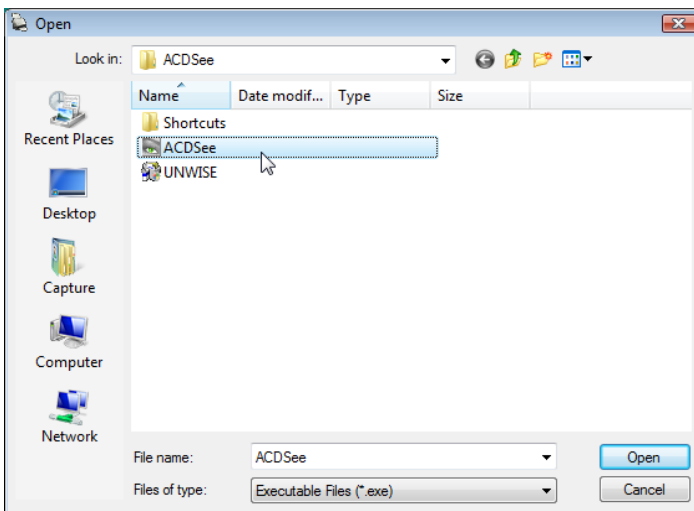 Open
Look in: ACDSee
Name Date modif... Type Size
Recent Places
Desktop
Capture
Computer
Network
Shortcuts
ACDSee
UNWISE
File name: ACDSee Open
Files of type: Executable Files (*.exe) Cancel